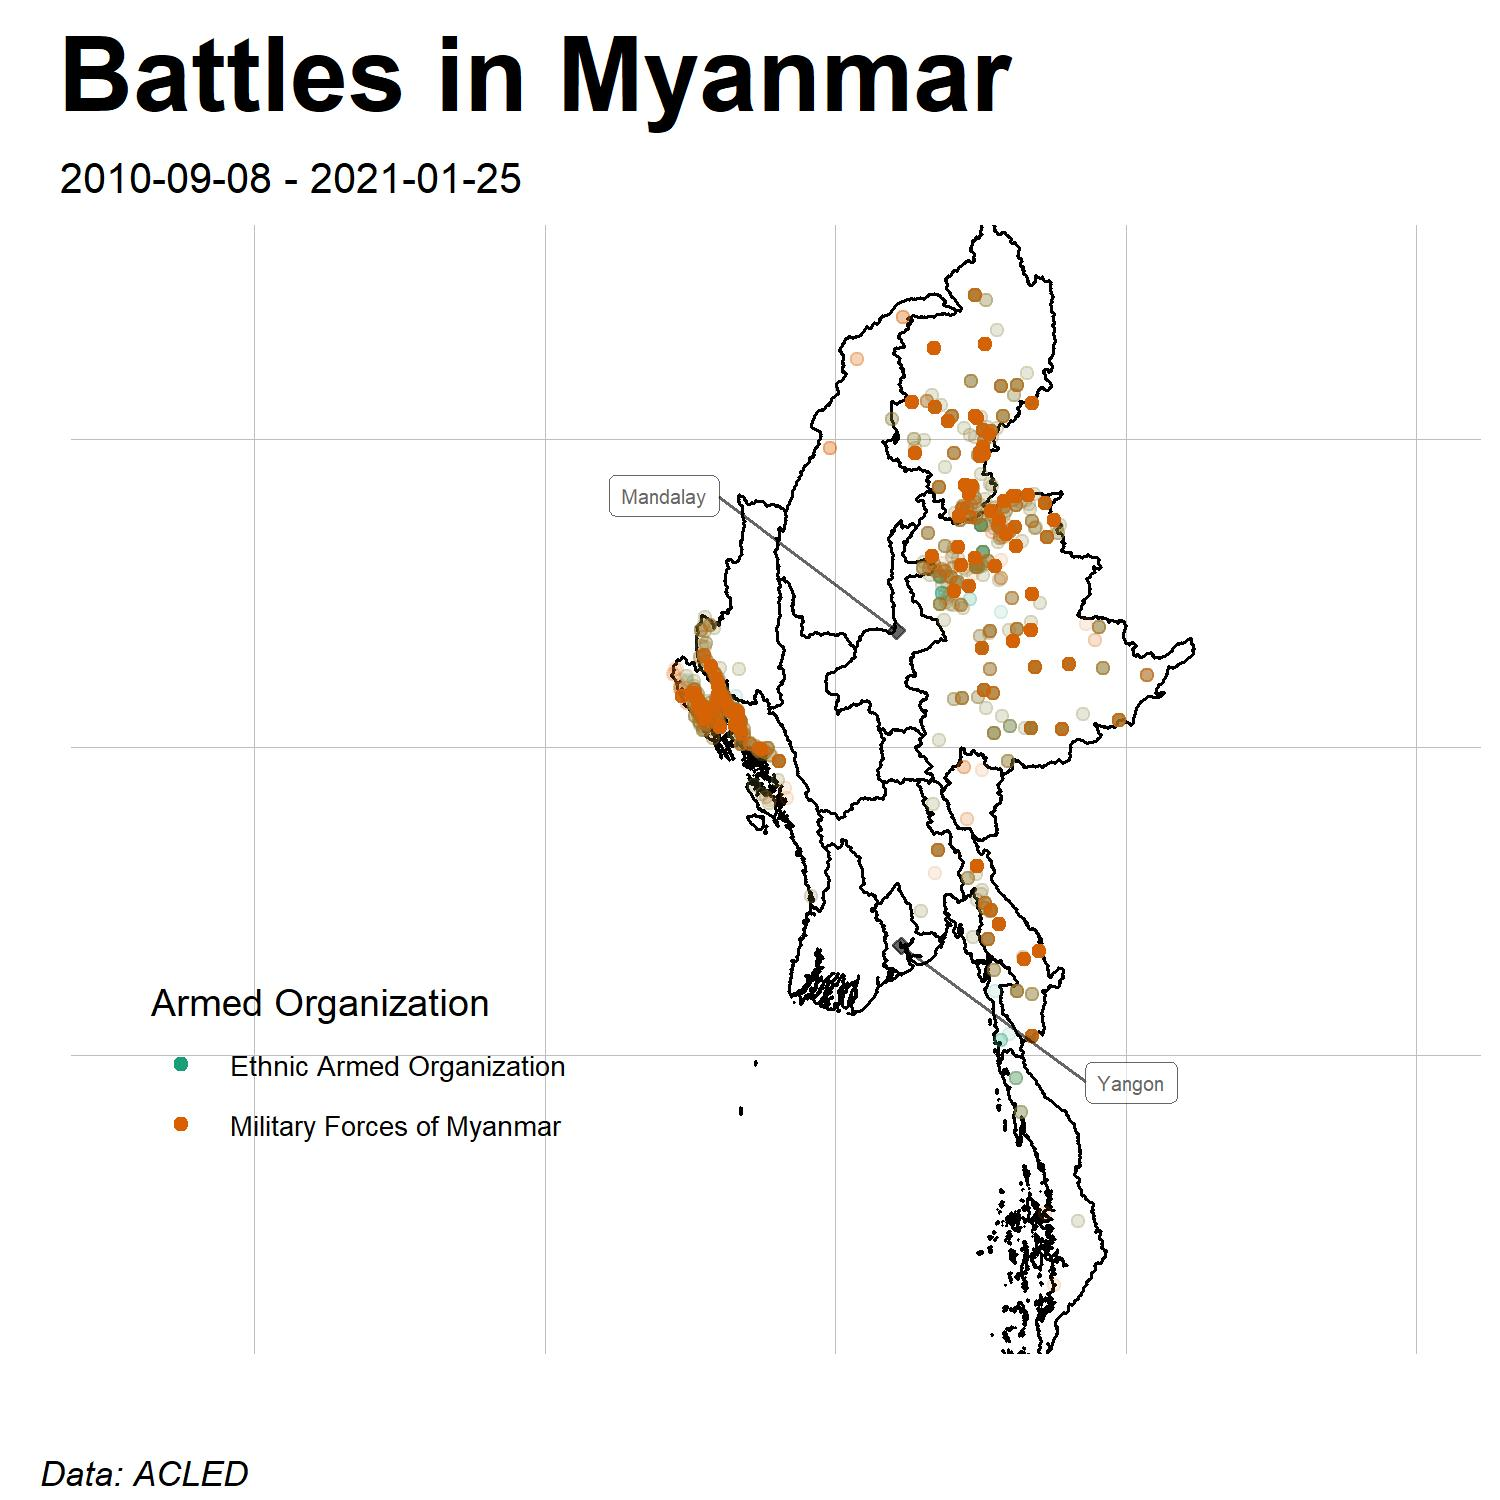 Battles in Myanmar
2010-09-08 - 2021-01-25
Mandalay
Armed Organization
Ethnic Armed Organization
Military Forces of Myanmar
Yangon
Data: ACLED